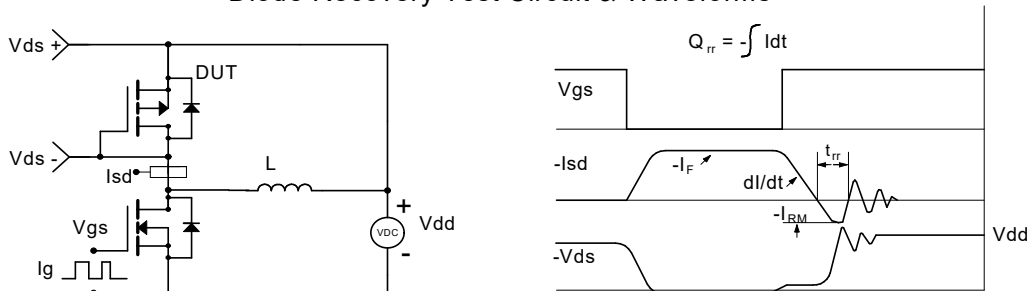 Diode Recovery Test Circuit & Waveforms
Vds +
DUT
Vds -
Isd
L
Vgs
Ig
+
VDC
-
Vdd
Q rr = -∫ Idt
Vgs
-Isd
-I F
dI/dt
t rr
-I RM
-Vds
Vdd